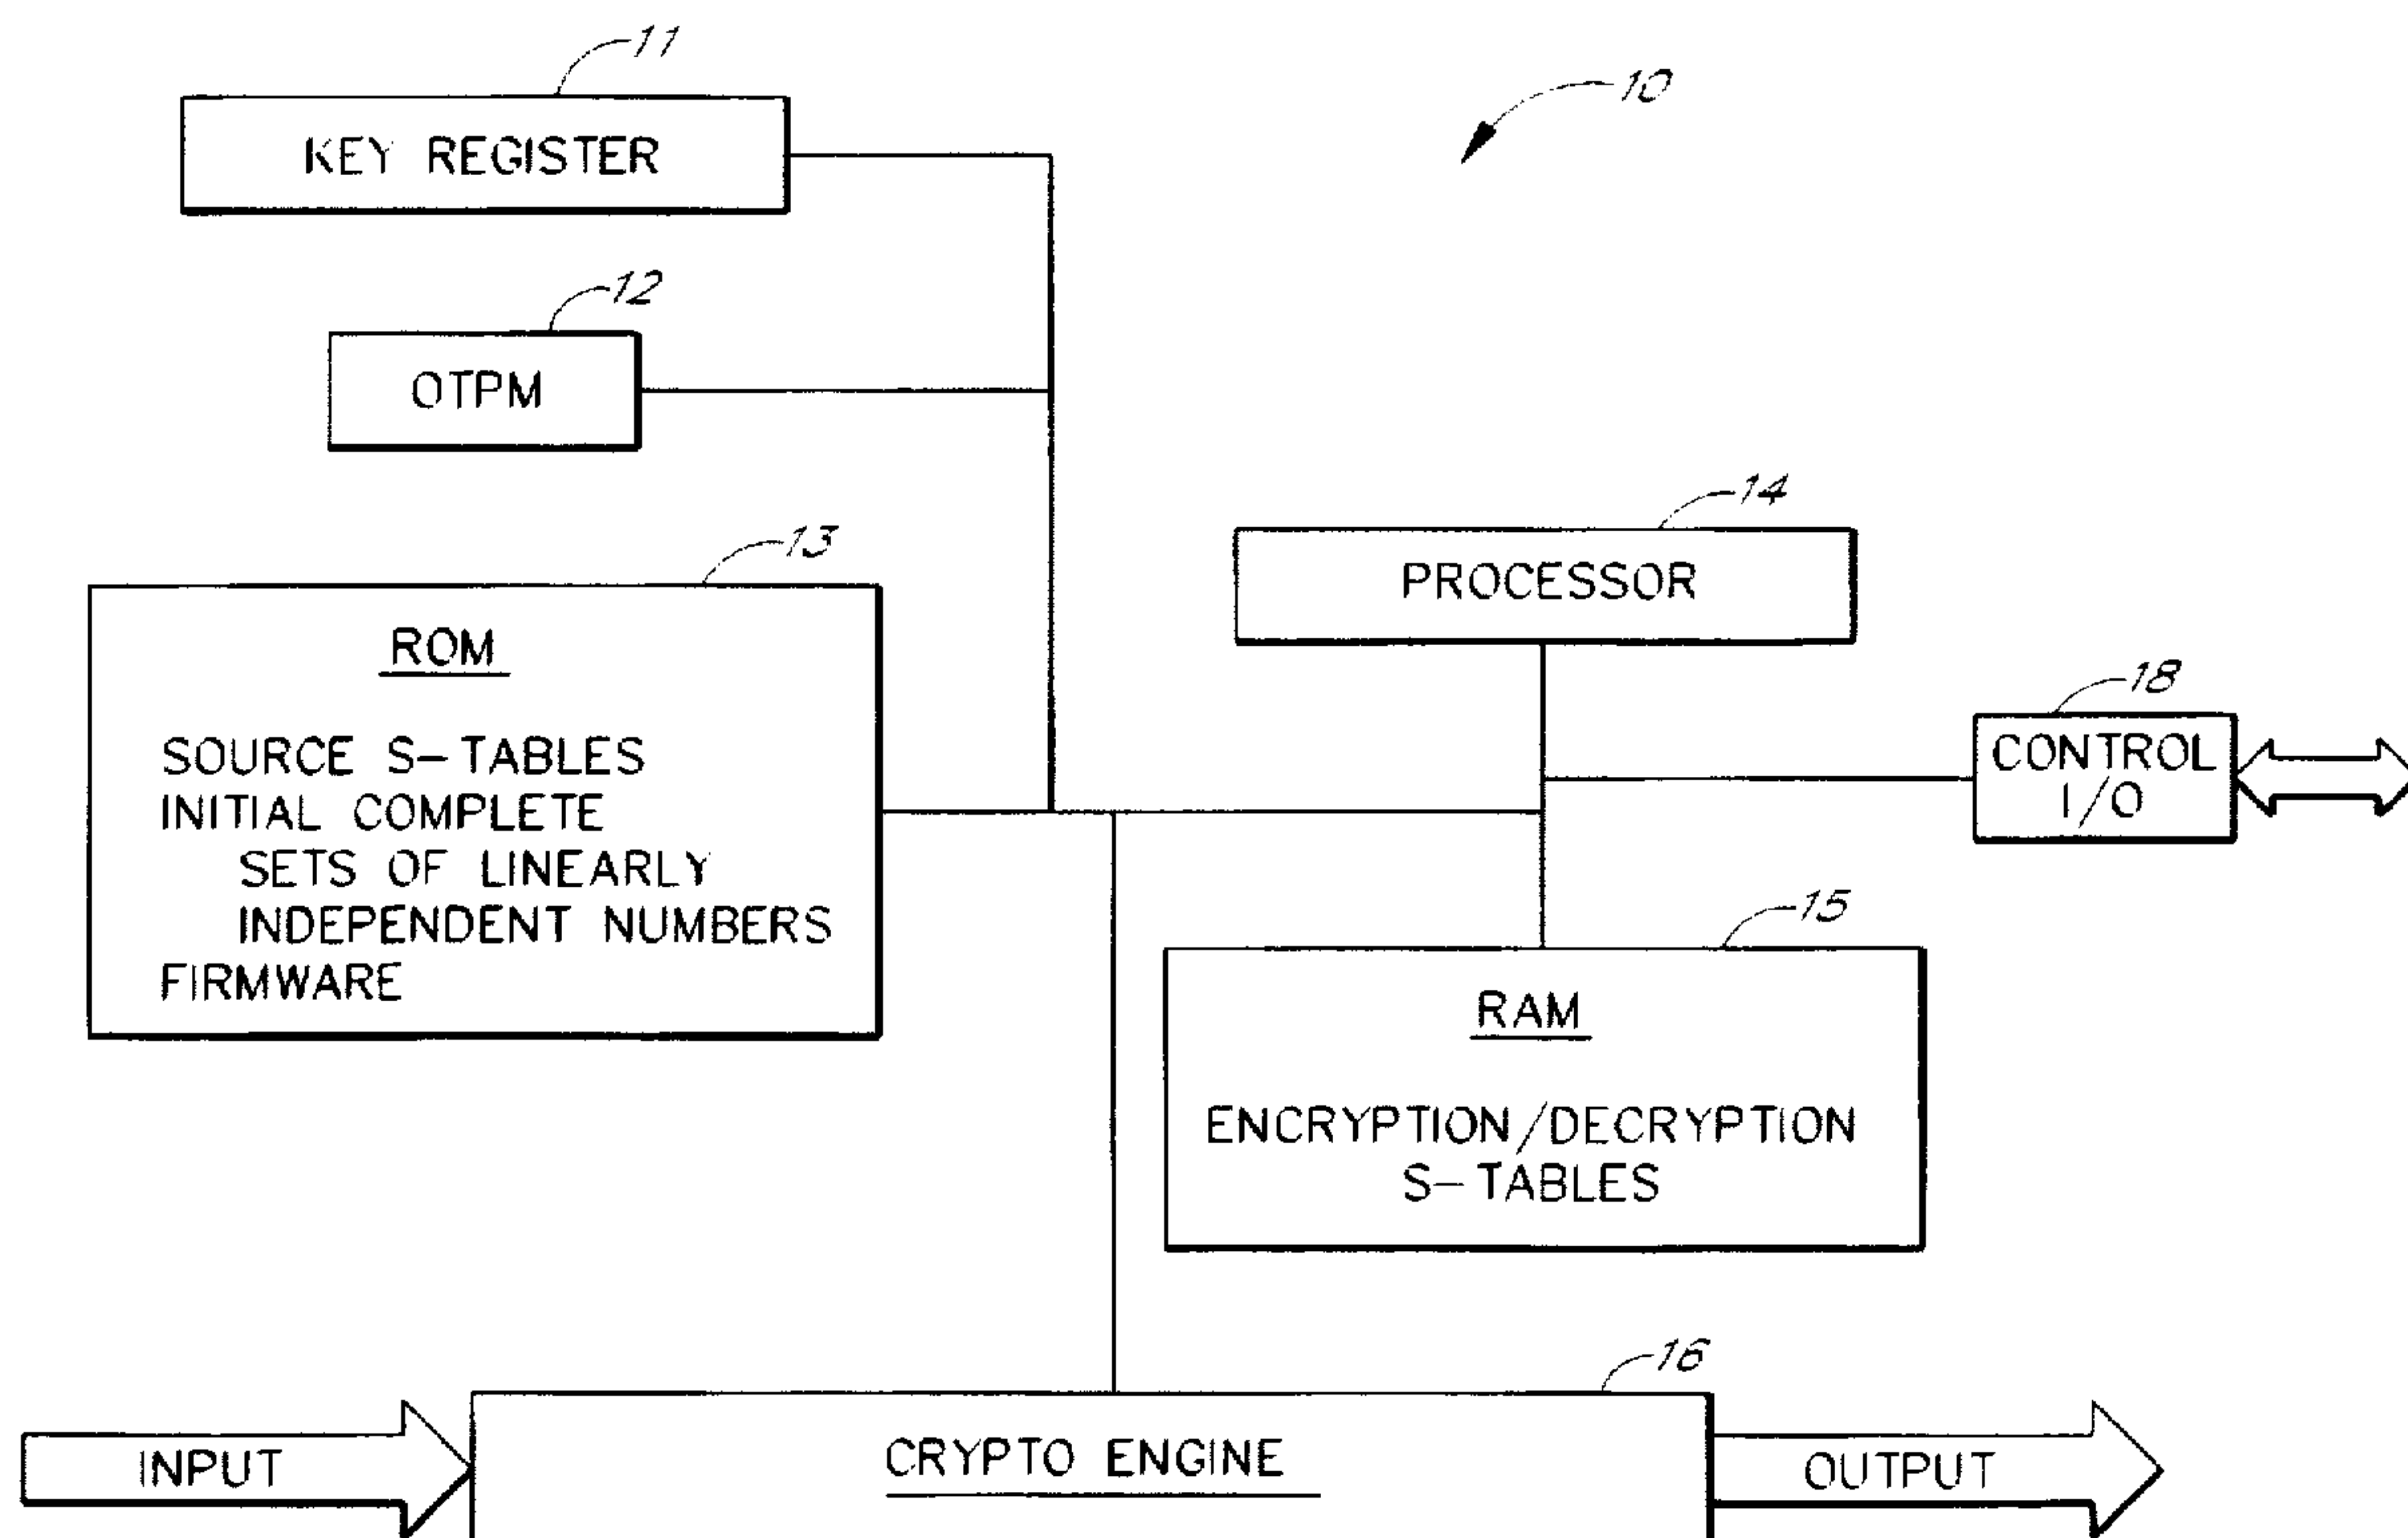 11
10
KEY REGISTER
12
OTPM
14
PROCESSOR
13
ROM
SOURCE S-TABLES
INITIAL COMPLETE
SETS OF LINEARLY
INDEPENDENT NUMBERS
FIRMWARE
18
CONTROL
I/O
15
RAM
ENCRYPTION/DECRYPTION
S-TABLES
16
INPUT
CRYPTO ENGINE
OUTPUT